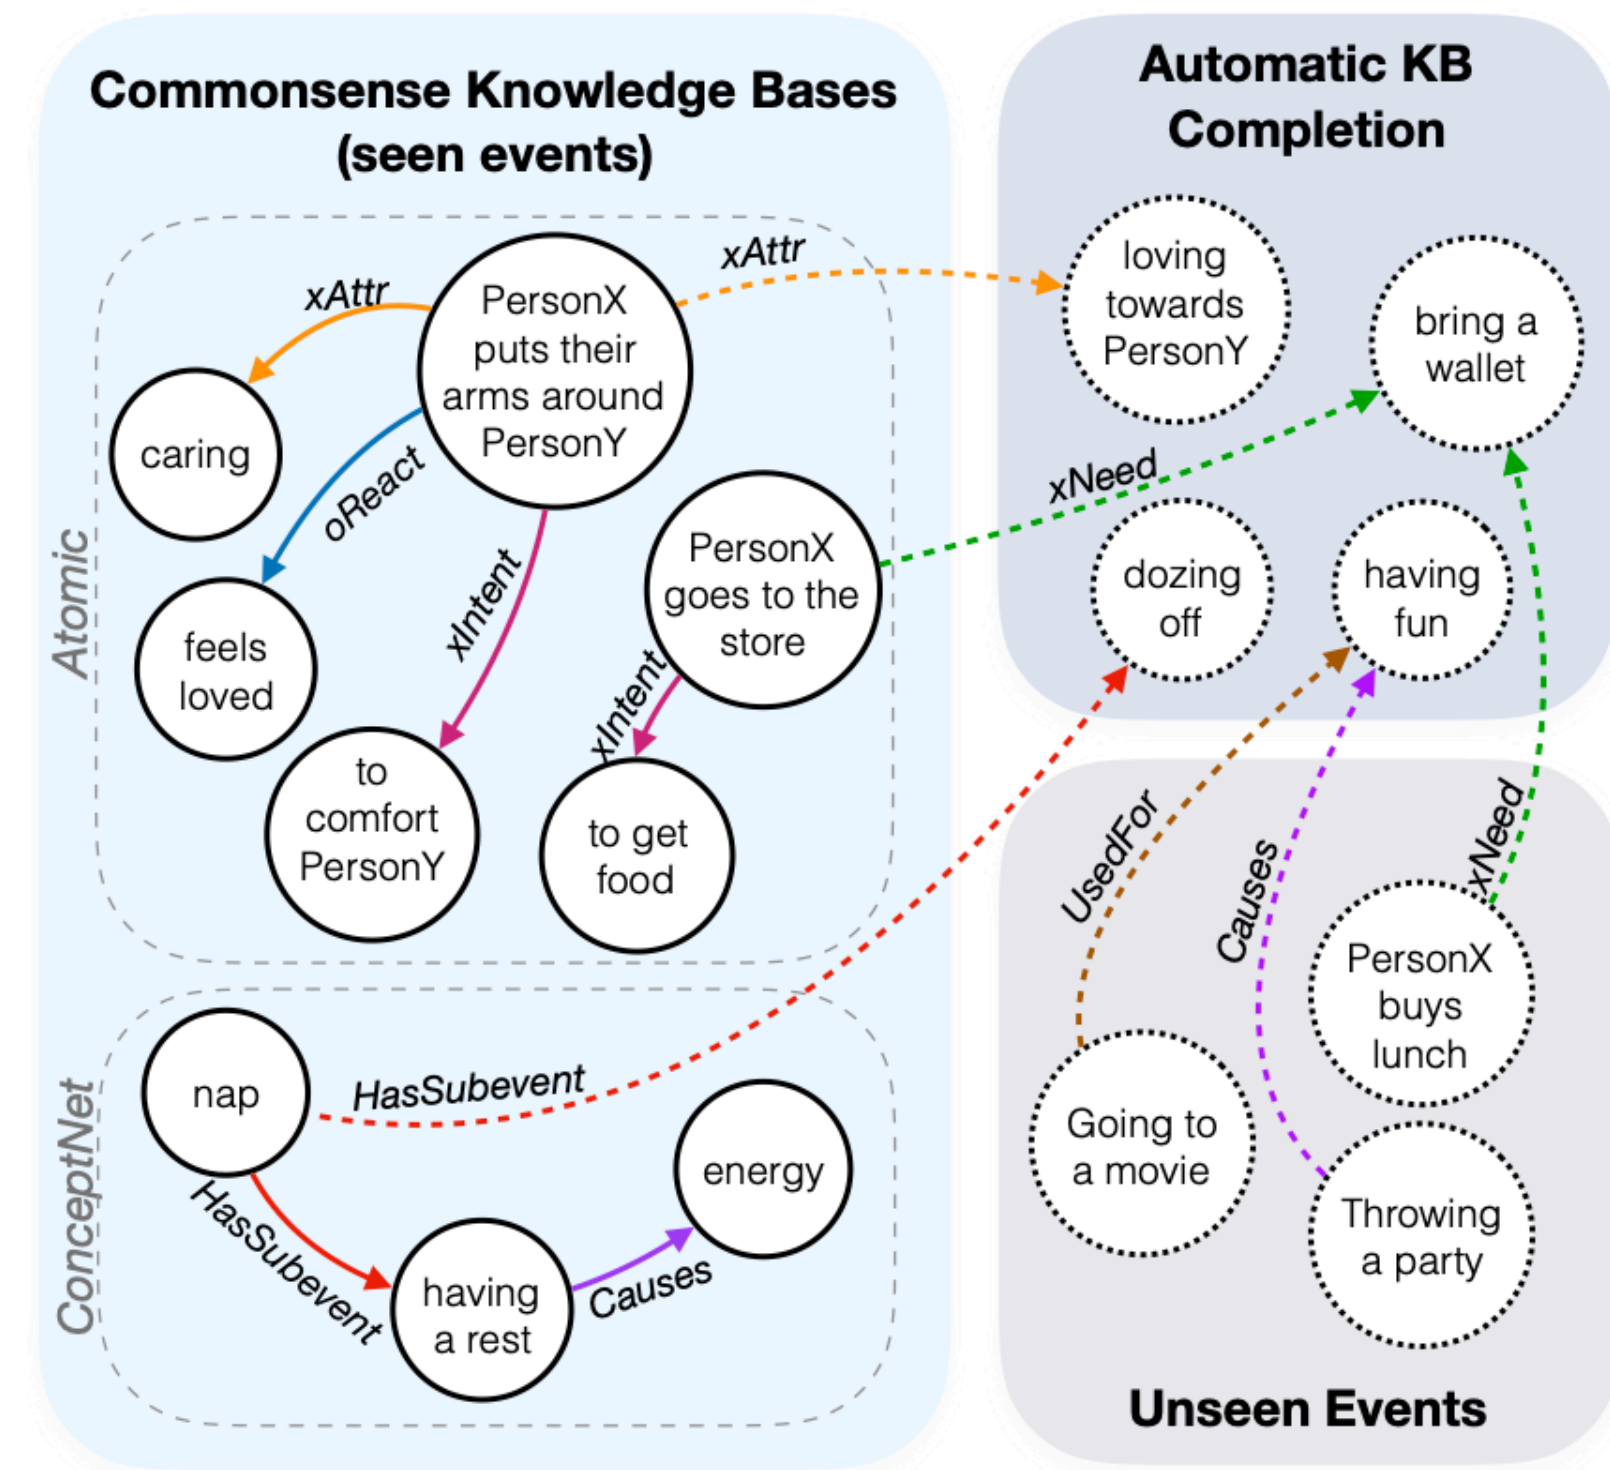 Commonsense Knowledge Bases
(seen events)
Atomic
xAttr
PersonX
puts their
arms around
PersonY
xAttr
caring
oReact
feels
loved
xIntent
to
comfort
PersonY
PersonX
goes to the
store
xIntent
to get
food
ConceptNet
nap
HasSubevent
HasSubevent
having
a rest
Causes
energy
Automatic KB
Completion
loving
towards
PersonY
bring a
wallet
xNeed
dozing
off
having
fun
UsedFor
Causes
xNeed
PersonX
buys
lunch
Going to
a movie
Throwing
a party
Unseen Events